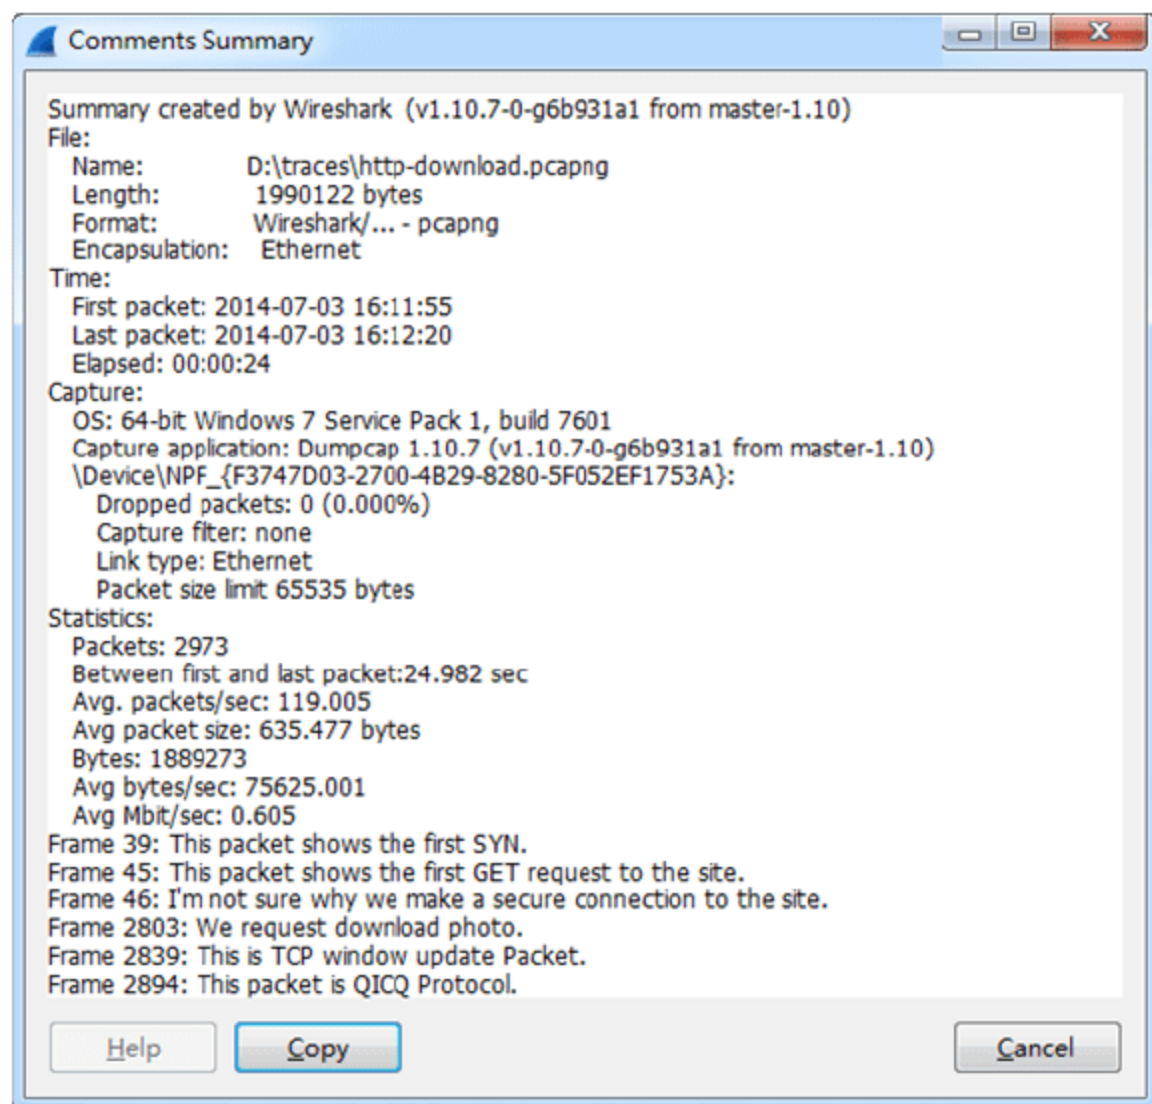 Comments Summary
Summary created by Wireshark (v1.10.7-0-g6b931a1 from master-1.10)
File:
Name: D:\traces\http-download.pcapng
Length: 1990122 bytes
Format: Wireshark/... - pcapng
Encapsulation: Ethernet
Time:
First packet: 2014-07-03 16:11:55
Last packet: 2014-07-03 16:12:20
Elapsed: 00:00:24
Capture:
OS: 64-bit Windows 7 Service Pack 1, build 7601
Capture application: Dumpcap 1.10.7 (v1.10.7-0-g6b931a1 from master-1.10)
\Device\NPF_{F3747D03-2700-4B29-8280-5F052EF1753A}:
Dropped packets: 0 (0.000%)
Capture filter: none
Link type: Ethernet
Packet size limit 65535 bytes
Statistics:
Packets: 2973
Between first and last packet:24.982 sec
Avg. packets/sec: 119.005
Avg packet size: 635.477 bytes
Bytes: 1889273
Avg bytes/sec: 75625.001
Avg Mbit/sec: 0.605
Frame 39: This packet shows the first SYN.
Frame 45: This packet shows the first GET request to the site.
Frame 46: I'm not sure why we make a secure connection to the site.
Frame 2803: We request download photo.
Frame 2839: This is TCP window update Packet.
Frame 2894: This packet is QICQ Protocol.
Help Copy Cancel